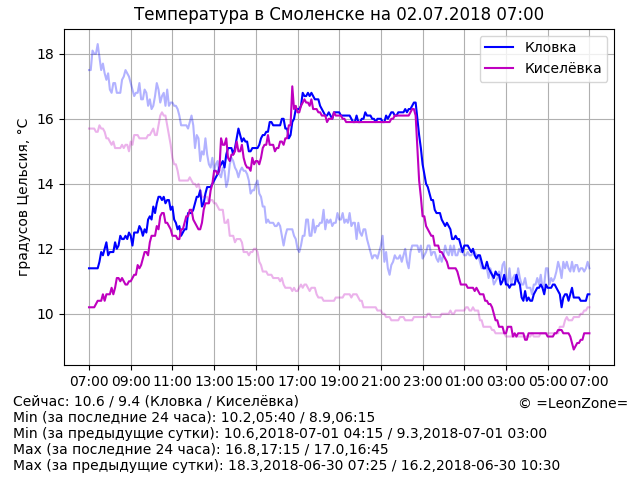 Температура в Смоленске на 02.07.2018 07:00
Кловка
Киселёвка
градусов Цельсия, °C
18
16
14
12
10
07:00 09:00 11:00 13:00 15:00 17:00 19:00 21:00 23:00 01:00 03:00 05:00 07:00
Сейчас: 10.6 / 9.4 (Кловка / Киселёвка)
© =LeonZone=
Min (за последние 24 часа): 10.2,05:40 / 8.9,06:15
Min (за предыдущие сутки): 10.6,2018-07-01 04:15 / 9.3,2018-07-01 03:00
Max (за последние 24 часа): 16.8,17:15 / 17.0,16:45
Max (за предыдущие сутки): 18.3,2018-06-30 07:25 / 16.2,2018-06-30 10:30